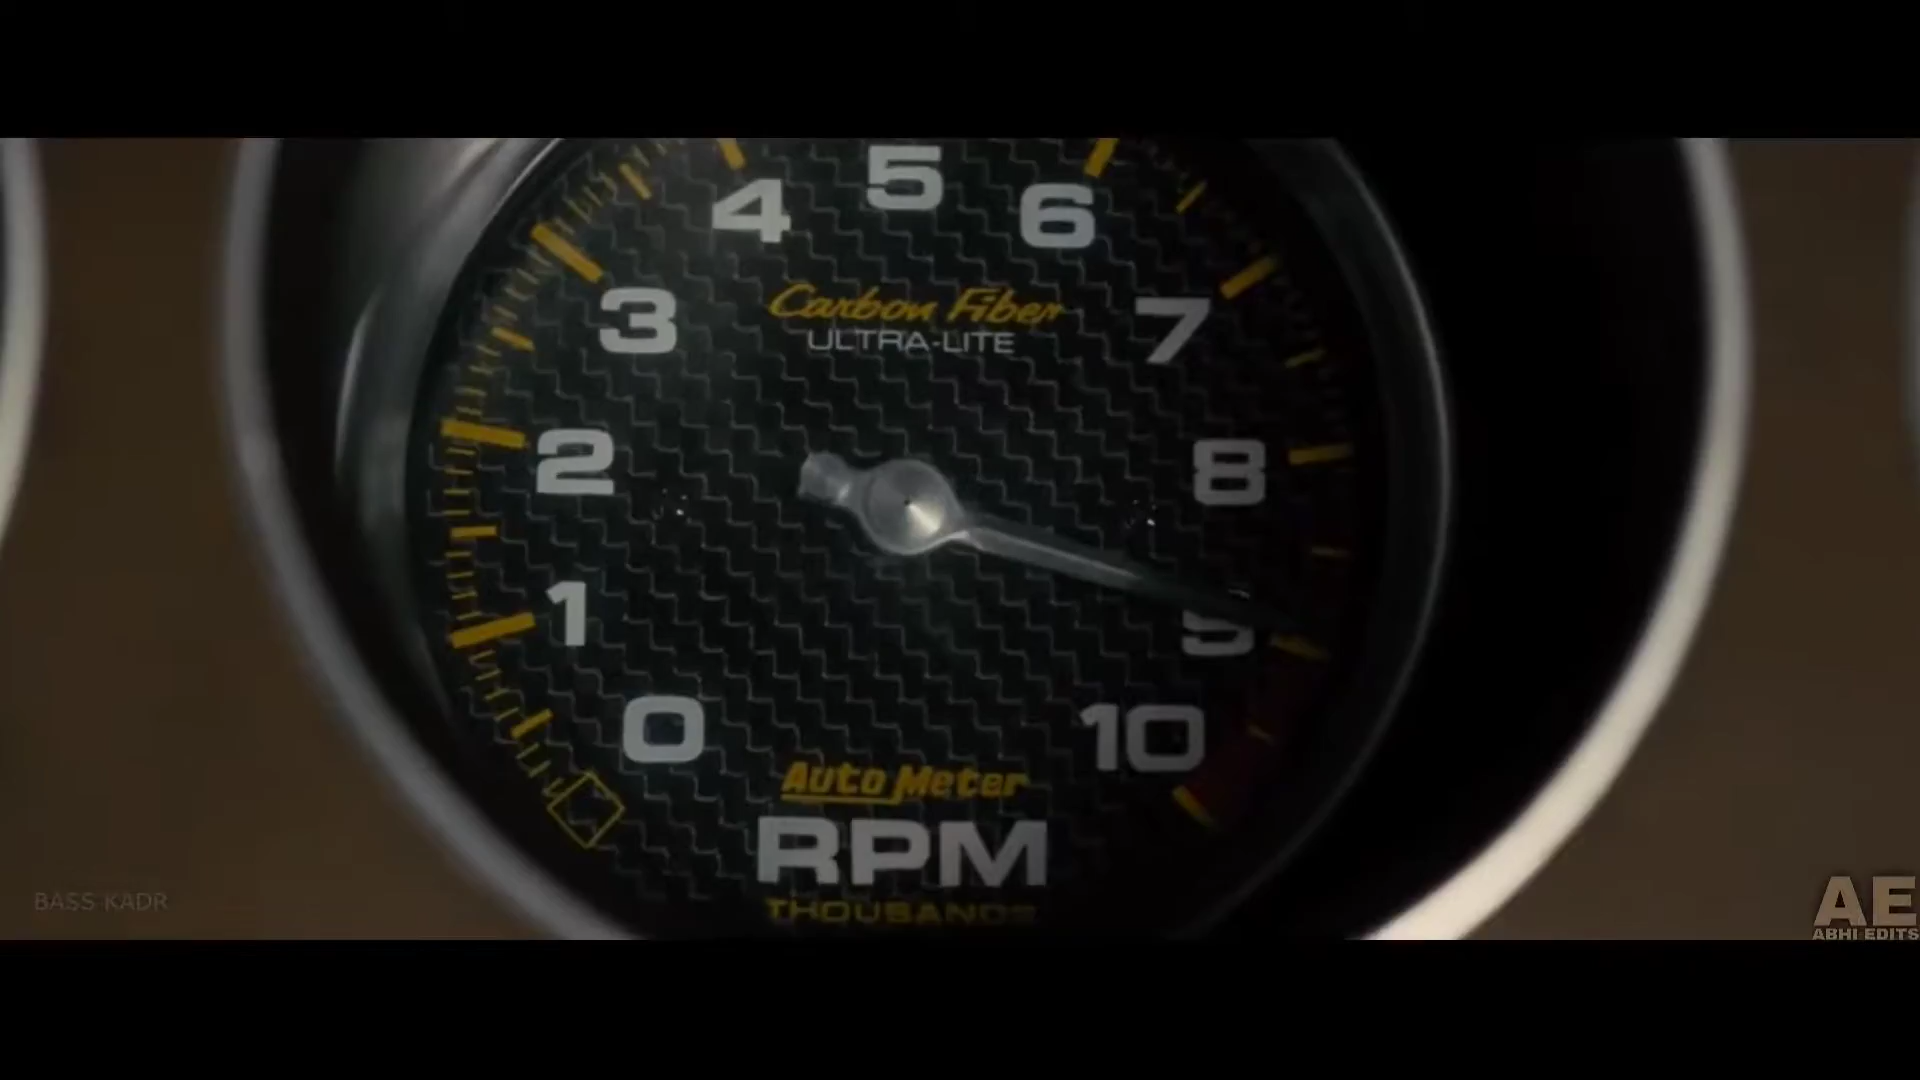 5
4
6
3
Carbon Fiber
ULTRA-LITE
7
2
8
1
9
0
10
Auto Meter
RPM
THOUSANDS
BASS KADR
AE
ABHI EDITS